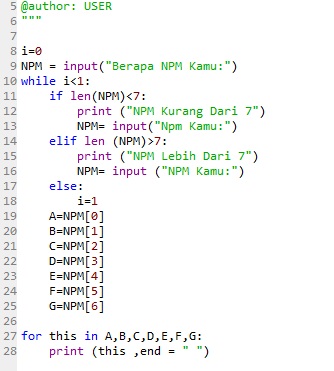 5 @author: USER
6 """
7
8 i=0
9 NPM = input("Berapa NPM Kamu:")
10 while i<1:
11     if len(NPM)<7:
12         print ("NPM Kurang Dari 7")
13         NPM= input("Npm Kamu:")
14     elif len (NPM)>7:
15         print ("NPM Lebih Dari 7")
16         NPM= input ("NPM Kamu:")
17     else:
18         i=1
19     A=NPM[0]
20     B=NPM[1]
21     C=NPM[2]
22     D=NPM[3]
23     E=NPM[4]
24     F=NPM[5]
25     G=NPM[6]
26
27 for this in A,B,C,D,E,F,G:
28     print (this ,end = " ")